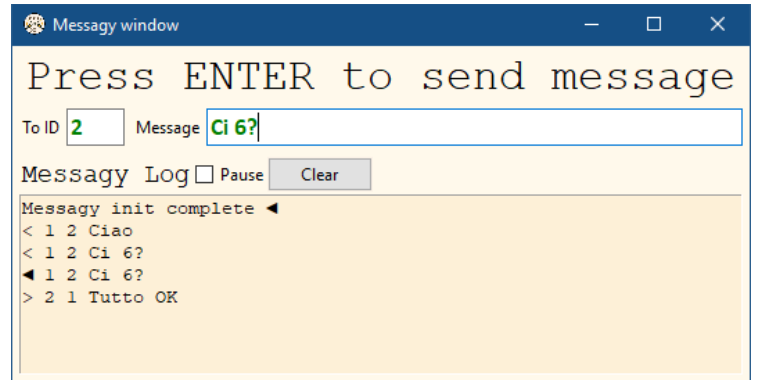 Messagy window
Press ENTER to send message
To ID 2 Message Ci 6?
Messagy Log Pause Clear
Messagy init complete ◄
< 1 2 Ciao
< 1 2 Ci 6?
◄ 1 2 Ci 6?
> 2 1 Tutto OK